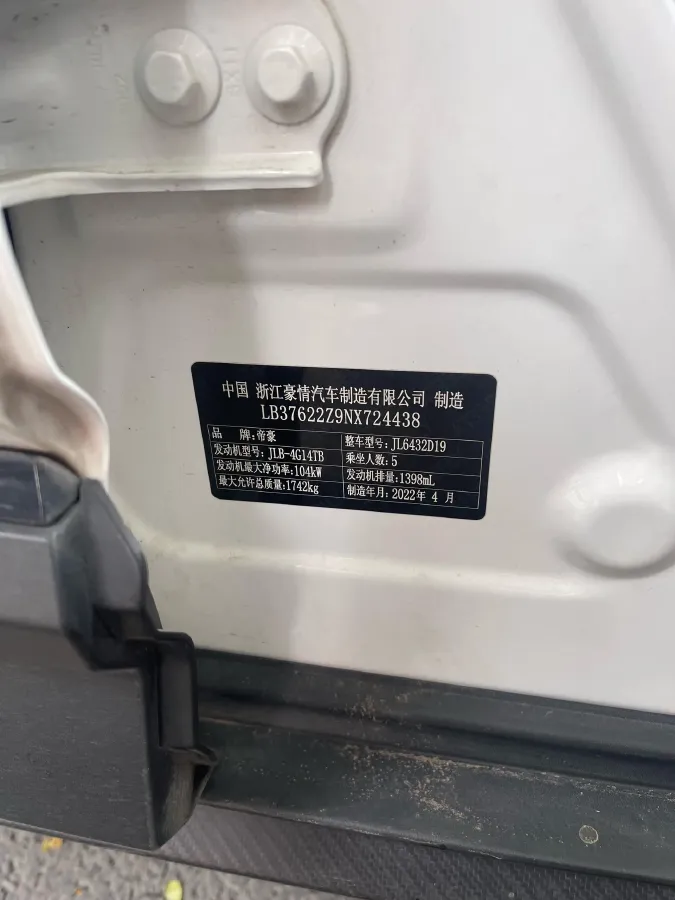 中国 浙江豪情汽车制造有限公司 制造
LB37622Z9NX724438
品 牌:帝豪 整车型号:JL6432D19
发动机型号:JLB-4G14TB 乘坐人数:5
发动机最大净功率:104kW 发动机排量:1398mL
最大允许总质量:1742kg 制造年月:2022年 4 月